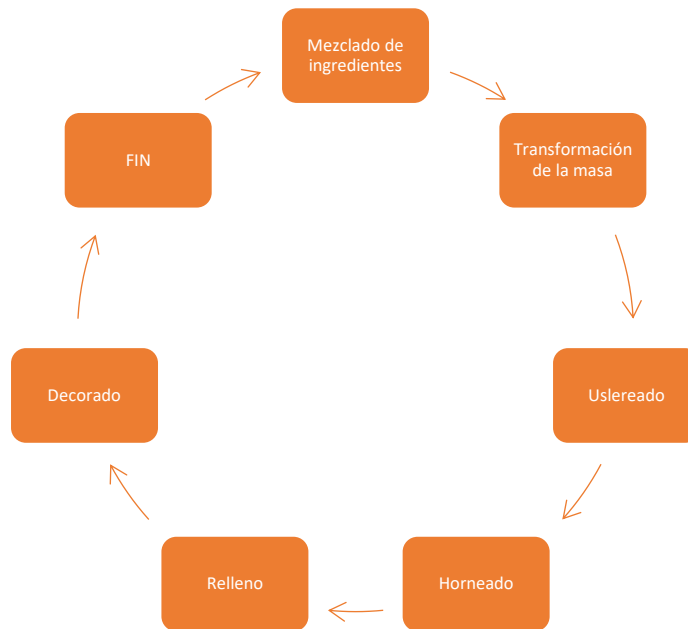 Mezclado de
ingredientes
Transformación
de la masa
Uslereado
Horneado
Relleno
Decorado
FIN